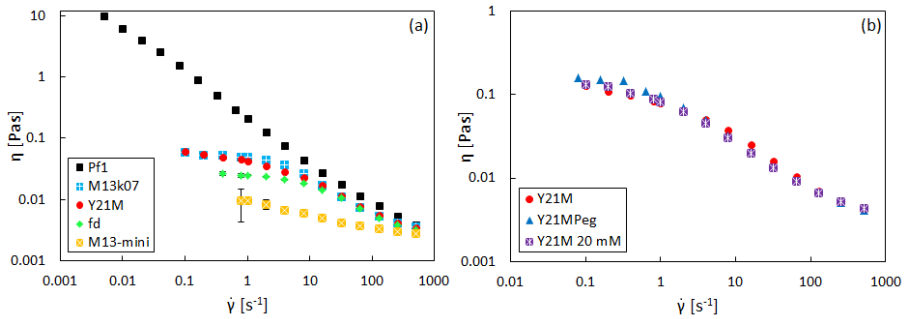 (a)
10
1
0.1
0.01
0.001
η [Pas]
Pf1
M13k07
Y21M
fd
M13-mini
0.001 0.01 0.1 1 10 100 1000
γ̇ [s⁻¹]
(b)
1
0.1
0.01
0.001
η [Pas]
Y21M
Y21MPeg
Y21M 20 mM
0.01 0.1 1 10 100 1000
γ̇ [s⁻¹]